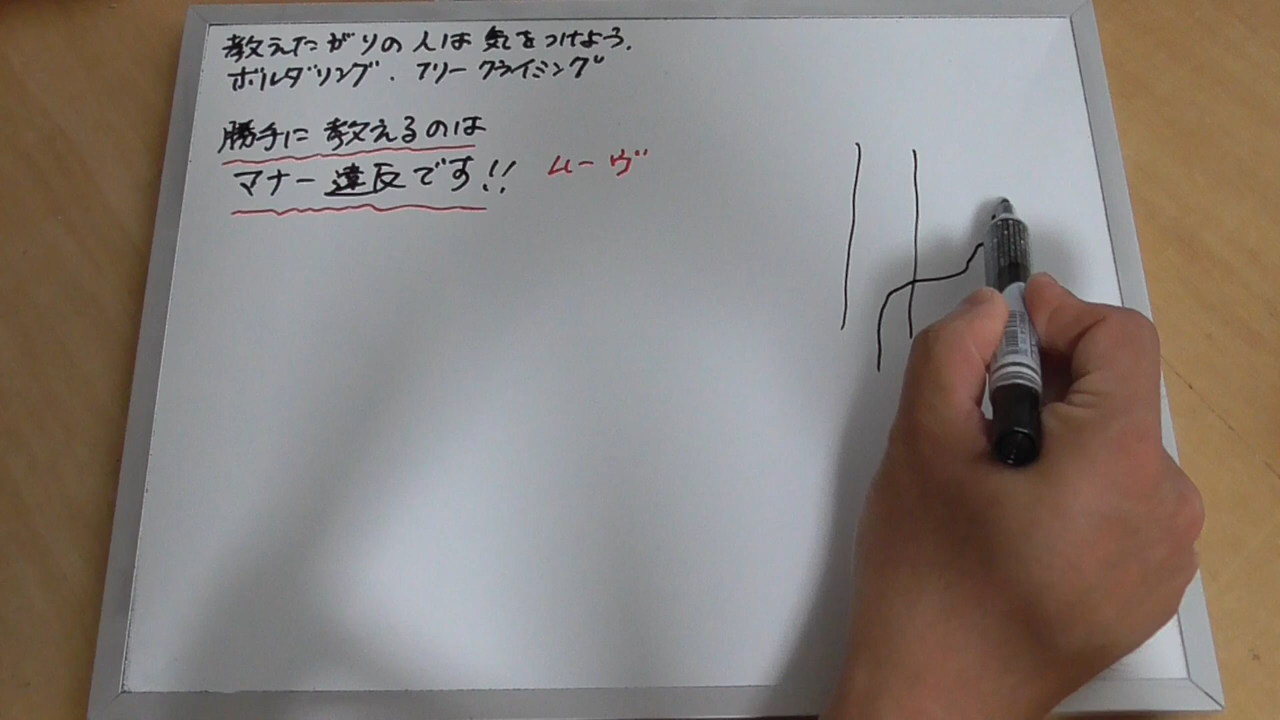 教えたがりの人は気をつけよう.
ボルダリング. フリークライミング
勝手に教えるのは
マナー違反です!! ムーヴ